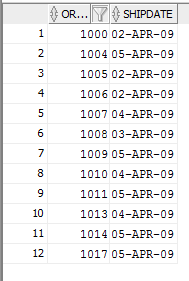 OR... SHIPDATE
1 1000 02-APR-09
2 1004 05-APR-09
3 1005 02-APR-09
4 1006 02-APR-09
5 1007 04-APR-09
6 1008 03-APR-09
7 1009 05-APR-09
8 1010 04-APR-09
9 1011 05-APR-09
10 1013 04-APR-09
11 1014 05-APR-09
12 1017 05-APR-09